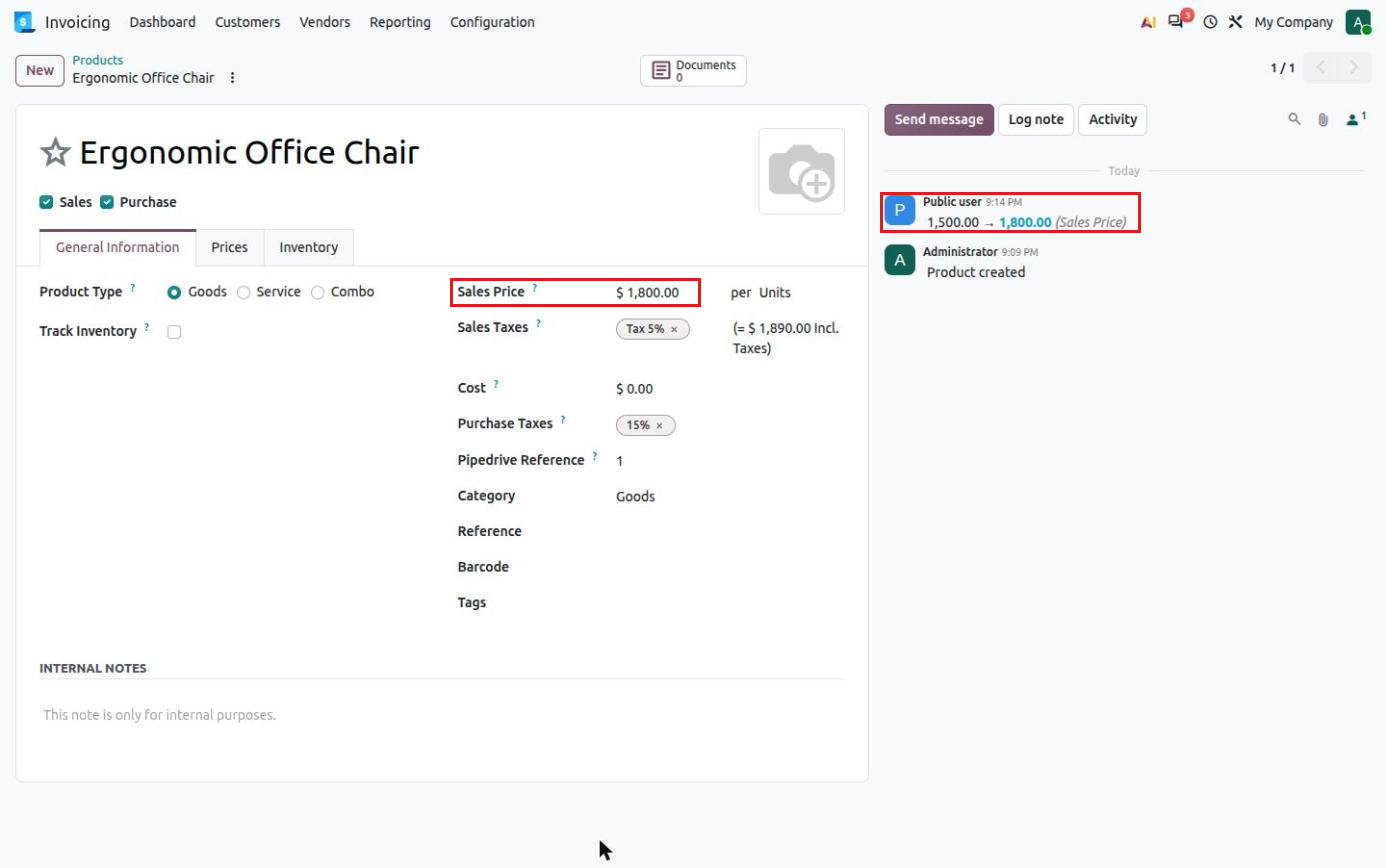 Invoicing Dashboard Customers Vendors Reporting Configuration AI 3 My Company A
New Products
Ergonomic Office Chair
Documents
0
1 / 1
Ergonomic Office Chair
Sales Purchase
General Information Prices Inventory
Product Type ? Goods Service Combo
Track Inventory ?
Sales Price ? $ 1,800.00 per Units
Sales Taxes ? Tax 5% × (= $ 1,890.00 Incl.
Taxes)
Cost ? $ 0.00
Purchase Taxes ? 15% ×
Pipedrive Reference ? 1
Category Goods
Reference
Barcode
Tags
INTERNAL NOTES
This note is only for internal purposes.
Send message Log note Activity 1
Today
P Public user 9:14 PM
1,500.00 → 1,800.00 (Sales Price)
A Administrator 9:09 PM
Product created